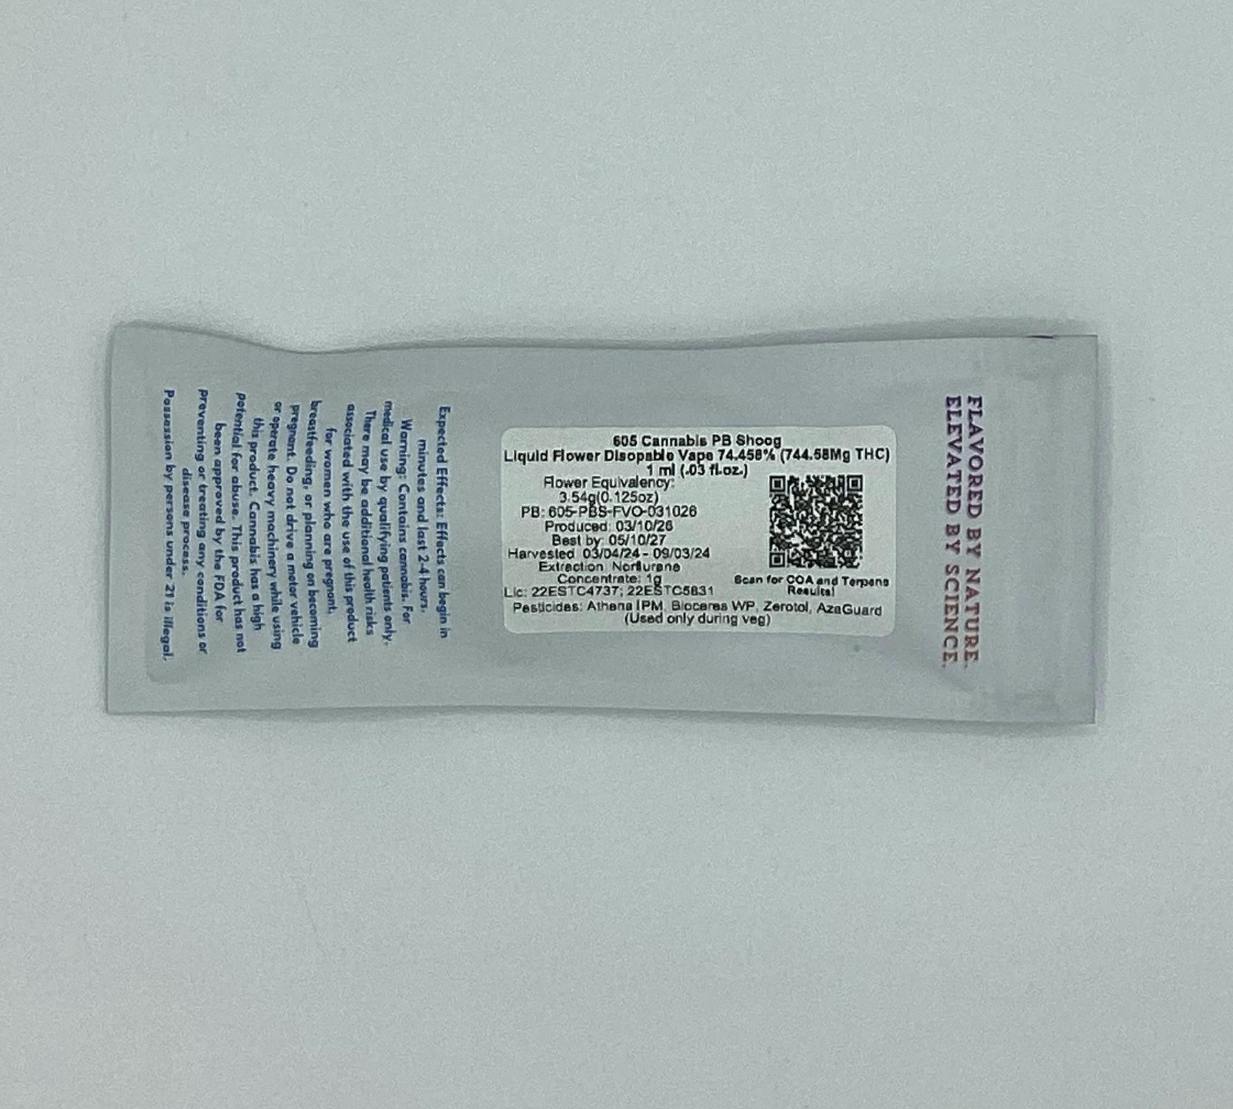 605 Cannabis PB Shoog
Liquid Flower Disopable Vape 74.458% (744.58Mg THC)
1 ml (.03 fl.oz.)
Flower Equivalency:
3.54g(0.125oz)
PB: 605-PBS-FVO-031026
Produced: 03/10/26
Best by: 05/10/27
Harvested 03/04/24 - 09/03/24
Extraction: Norflurane
Concentrate: 1g
Lic: 22ESTC4737; 22ESTC5831
Scan for COA and Terpene
Results!
Pesticides: Athena IPM, Bioceres WP, Zerotol, AzaGuard
(Used only during veg)
FLAVORED BY NATURE.
ELEVATED BY SCIENCE.
Expected Effects: Effects can begin in
minutes and last 2-4 hours.
Warning: Contains cannabis. For
medical use by qualifying patients only.
There may be additional health risks
associated with the use of this product
for women who are pregnant,
breastfeeding, or planning on becoming
pregnant. Do not drive a motor vehicle
or operate heavy machinery while using
this product. Cannabis has a high
potential for abuse. This product has not
been approved by the FDA for
preventing or treating any conditions or
disease process.
Possession by persons under 21 is illegal.